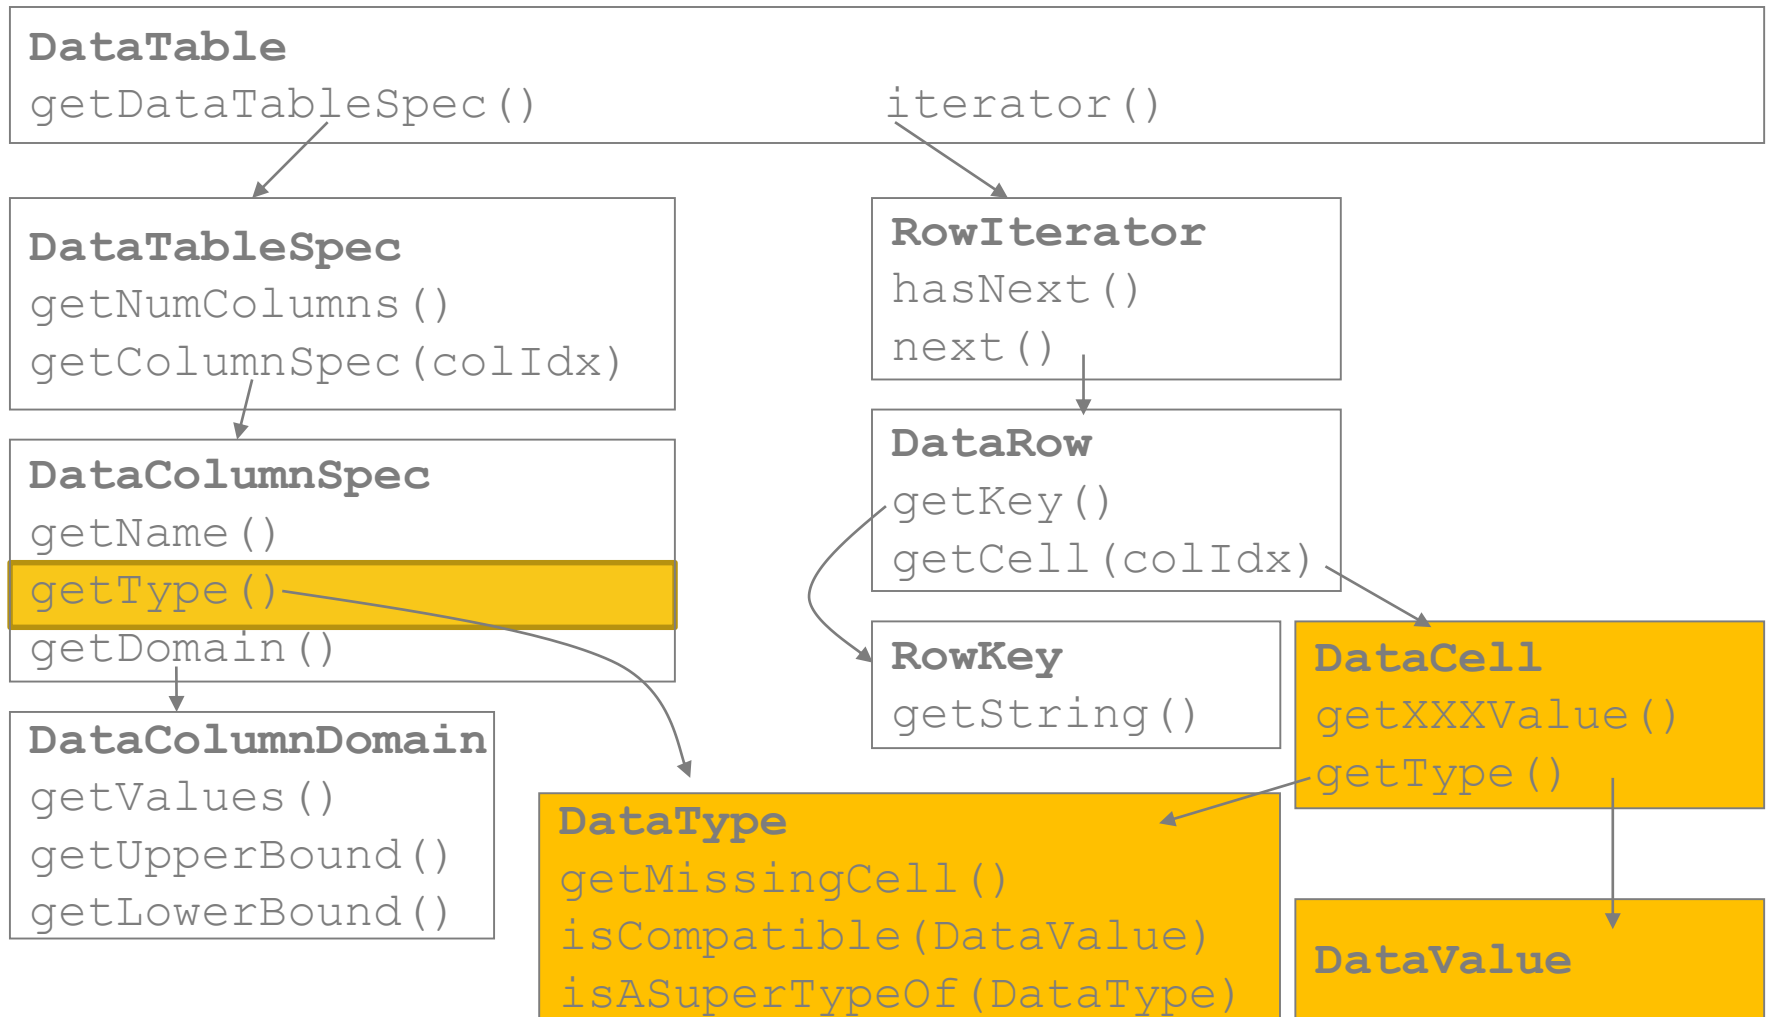 DataTable
getDataTableSpec() iterator()
DataTableSpec
getNumColumns()
getColumnSpec(colIdx)
DataColumnSpec
getName()
getType()
getDomain()
DataColumnDomain
getValues()
getUpperBound()
getLowerBound()
RowIterator
hasNext()
next()
DataRow
getKey()
getCell(colIdx)
RowKey
getString()
DataCell
getXXXValue()
getType()
DataType
getMissingCell()
isCompatible(DataValue)
isASuperTypeOf(DataType)
DataValue